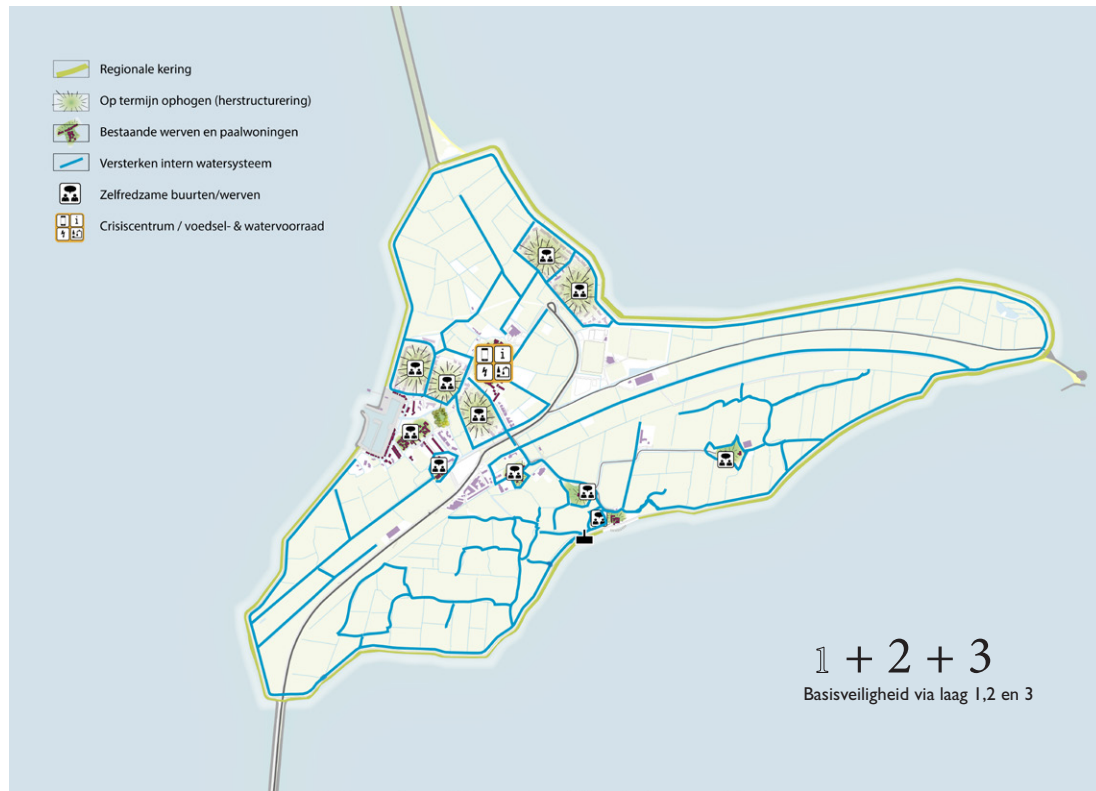 Regionale kering
Op termijn ophogen (herstructurering)
Bestaande werven en paalwoningen
Versterken intern watersysteem
Zelfredzame buurten/werven
Crisiscentrum / voedsel- & watervoorraad
1 + 2 + 3
Basisveiligheid via laag 1,2 en 3